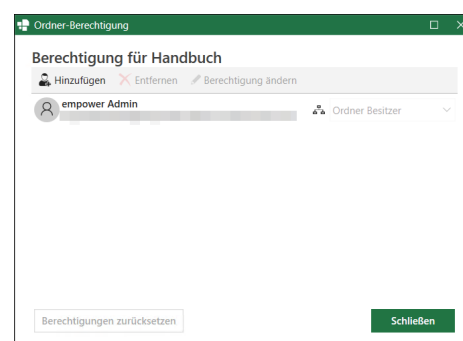 Ordner-Berechtigung
Berechtigung für Handbuch
Hinzufügen Entfernen Berechtigung ändern
empower Admin
Ordner Besitzer
Berechtigungen zurücksetzen Schließen